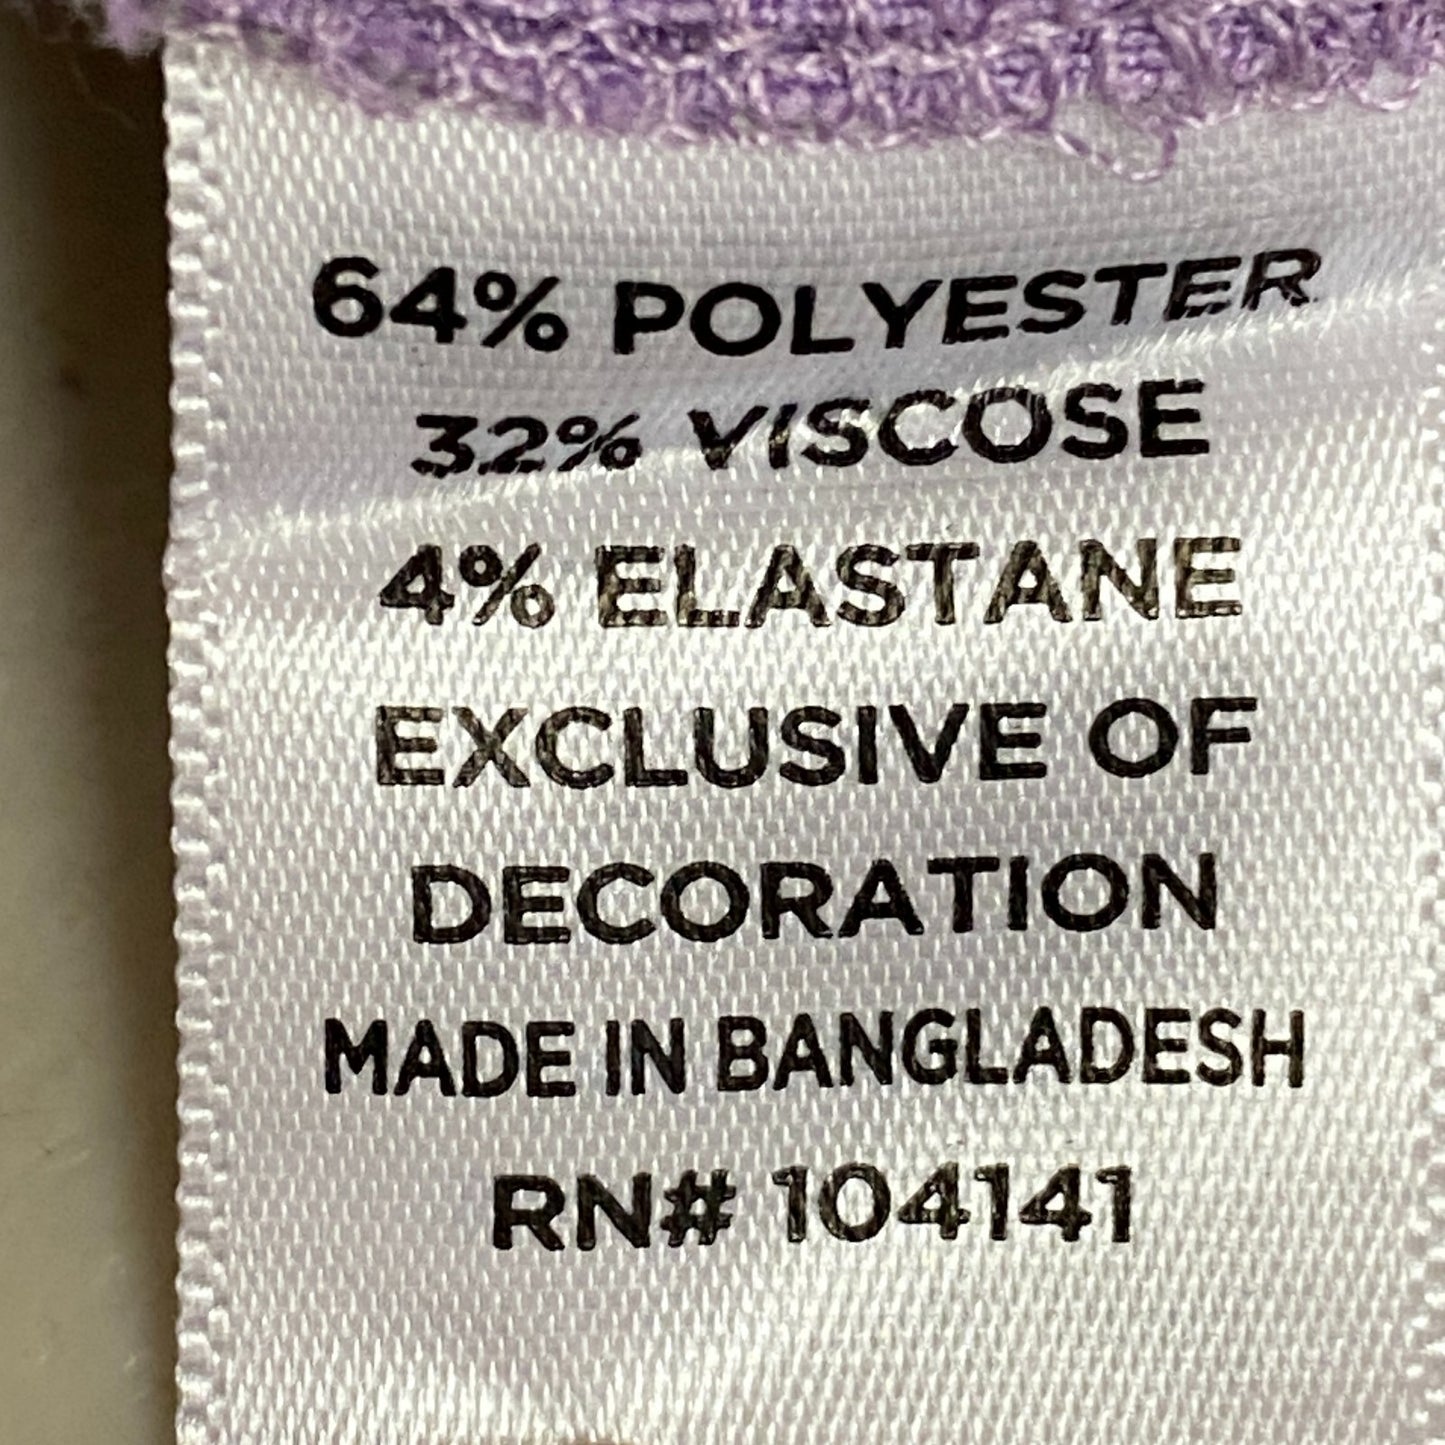 64% POLYESTER
32% VISCOSE
4% ELASTANE
EXCLUSIVE OF
DECORATION
MADE IN BANGLADESH
RN# 104141